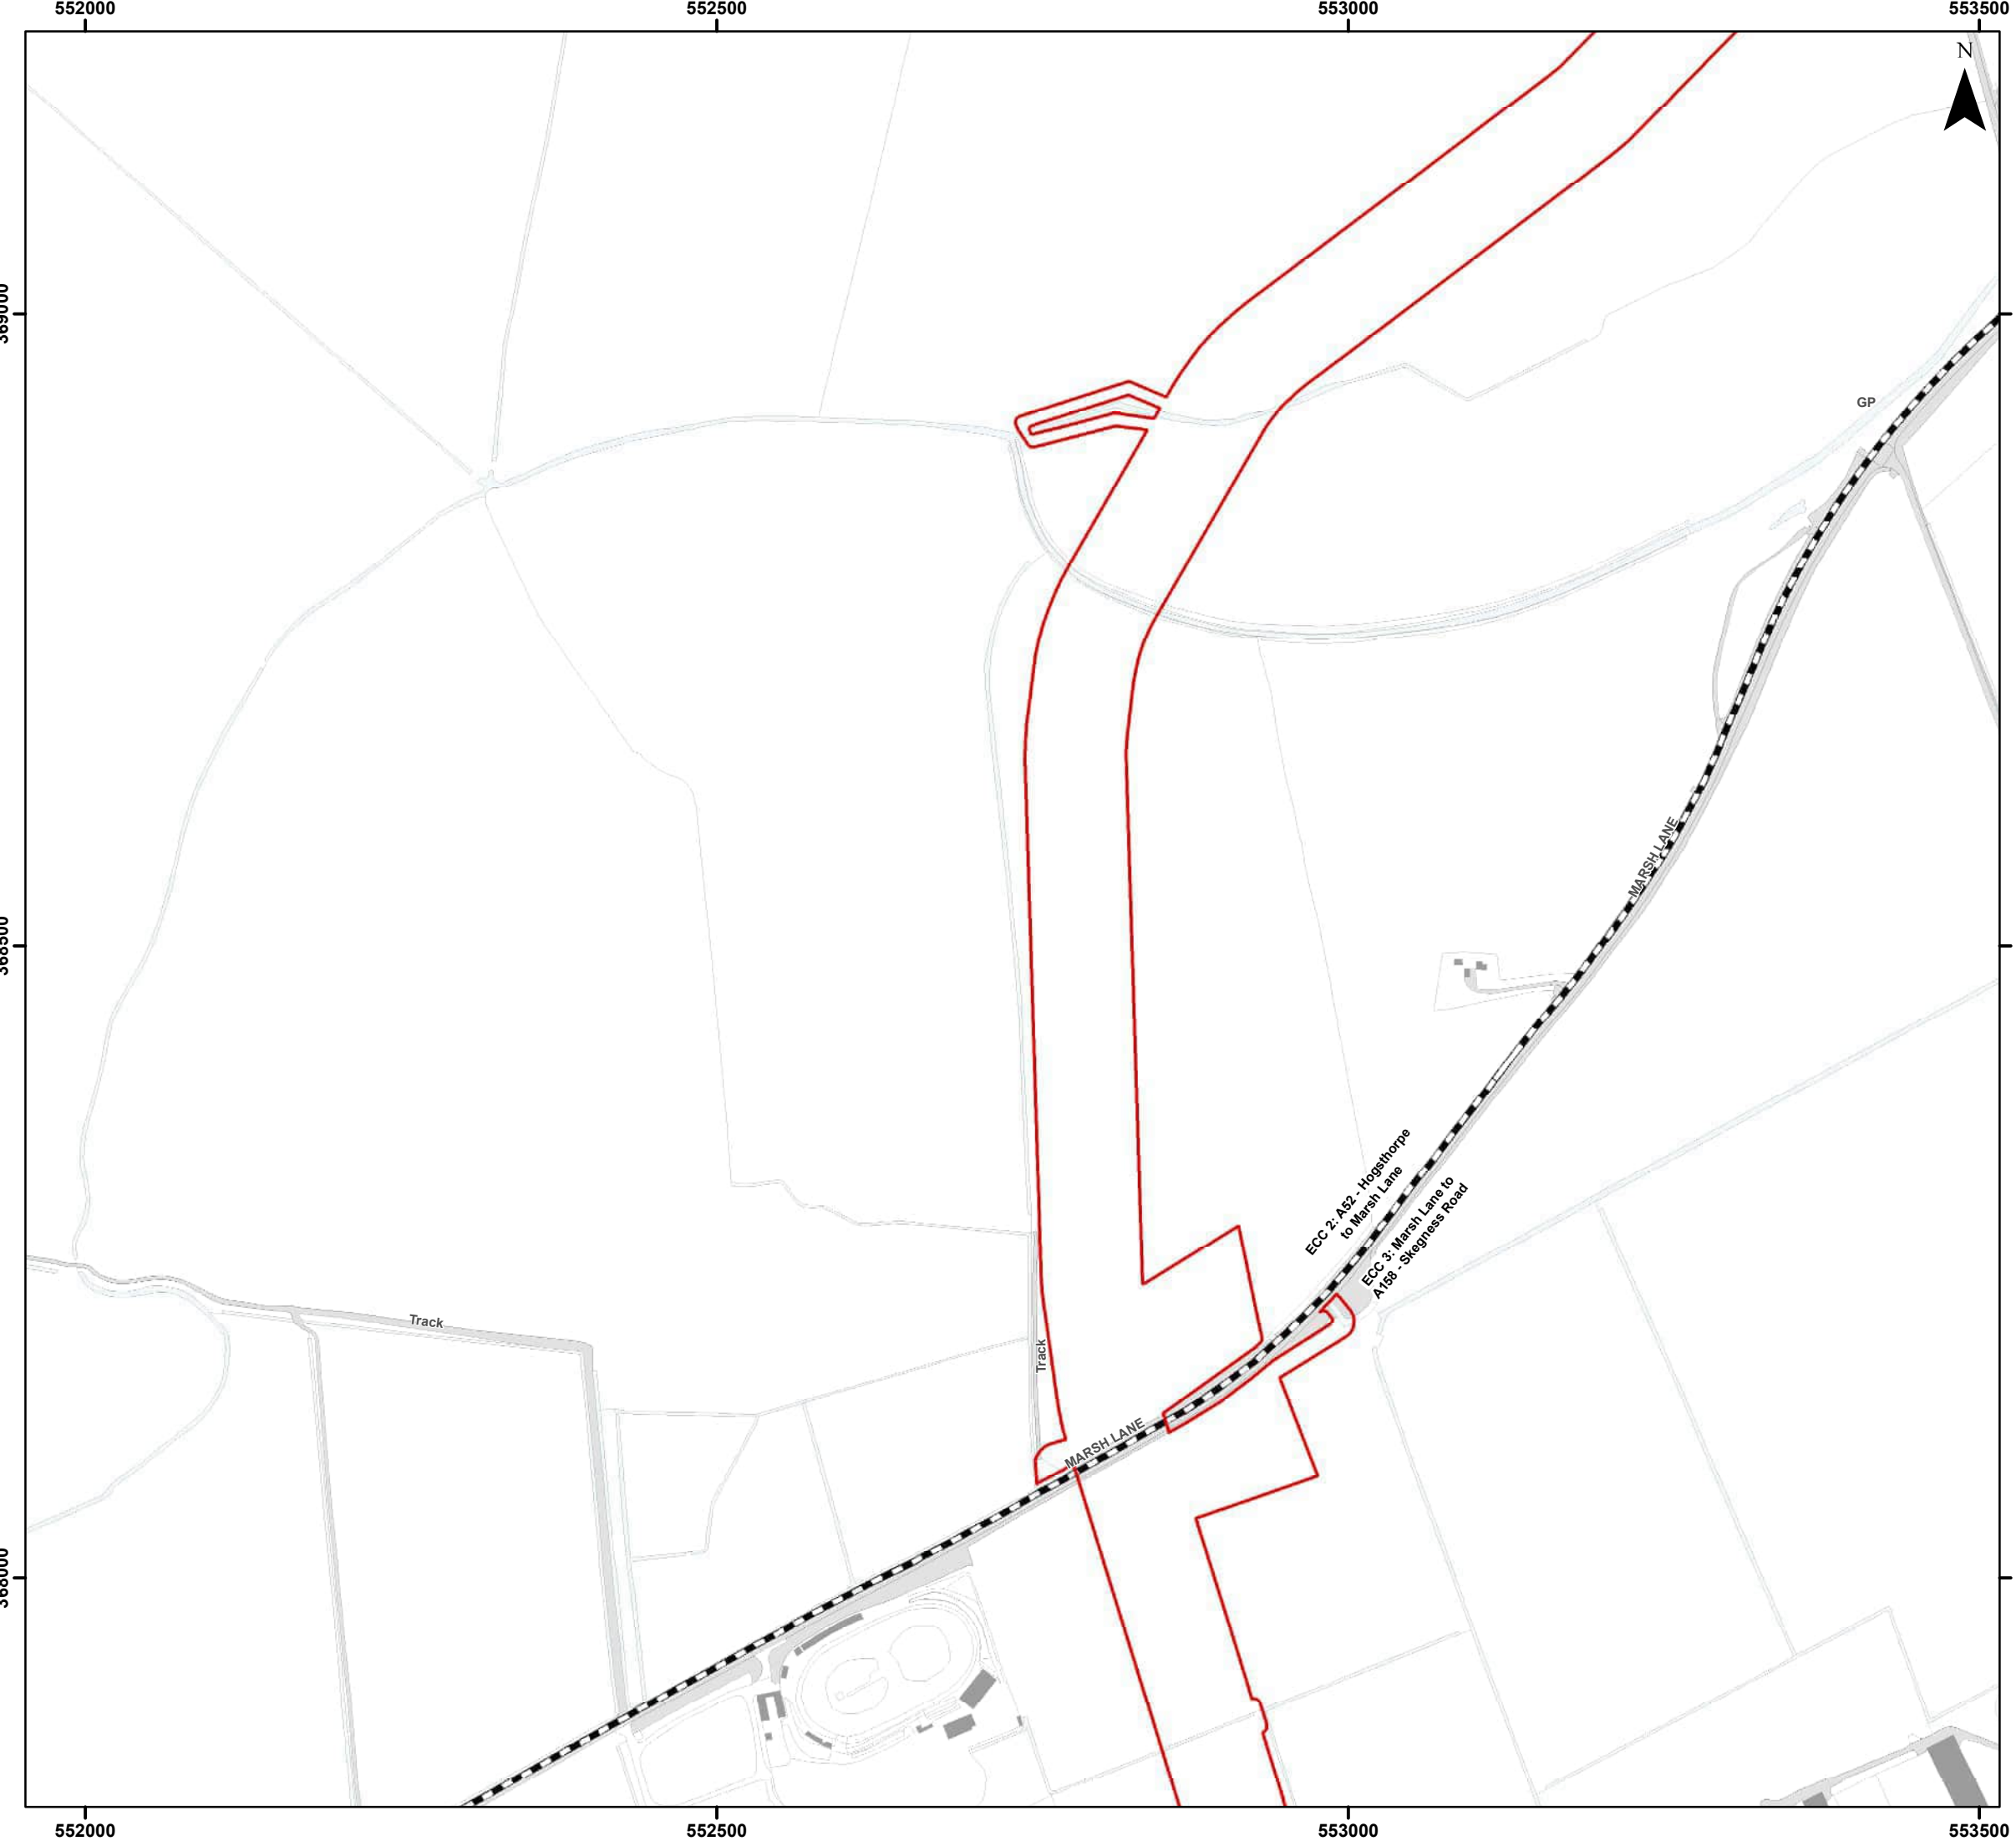 552000
552500
553000
553500
N
369000
GP
MARSH LANE
368500
ECC 2: A52 - Hogsthorpe
to Marsh Lane
ECC 3: Marsh Lane to
A158 - Skegness Road
Track
Track
MARSH LANE
368000
552000
552500
553000
553500